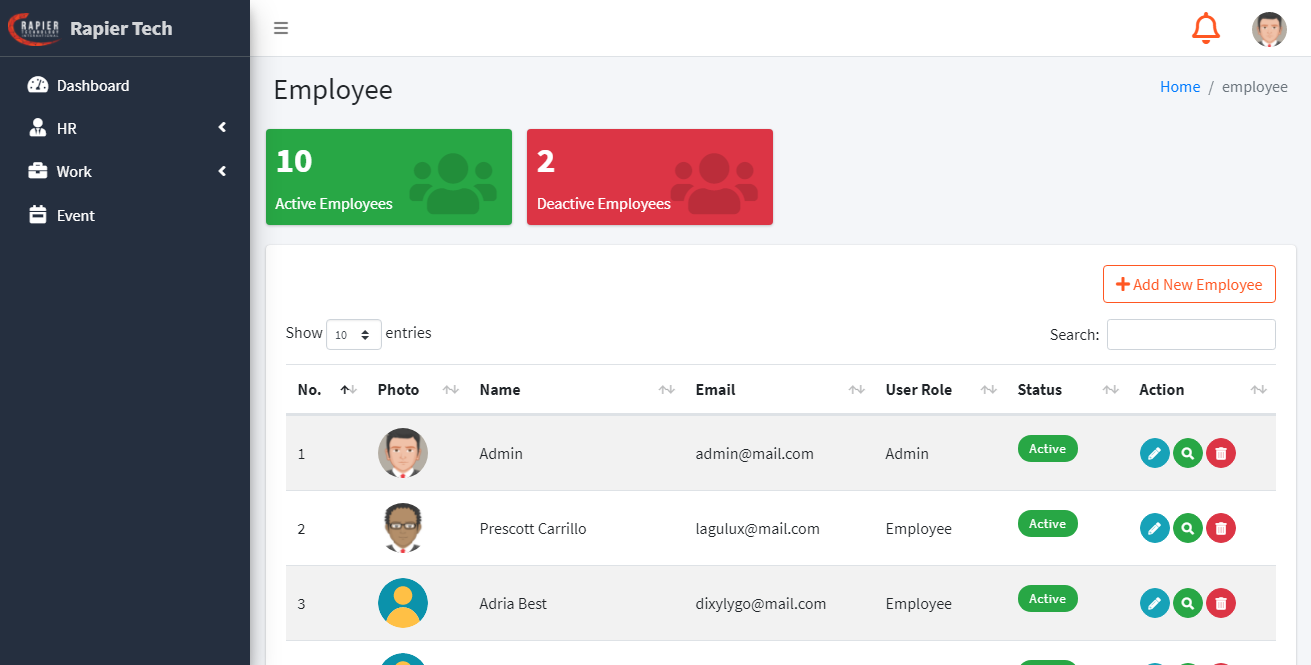 RAPIER
TECHNOLOGY
INTERNATIONAL
Rapier Tech
Dashboard
HR
Work
Event
Employee
Home / employee
10
Active Employees
2
Deactive Employees
Add New Employee
Show 10 entries
Search:
No. Photo Name Email User Role Status Action
1 Admin admin@mail.com Admin Active
2 Prescott Carrillo lagulux@mail.com Employee Active
3 Adria Best dixylygo@mail.com Employee Active